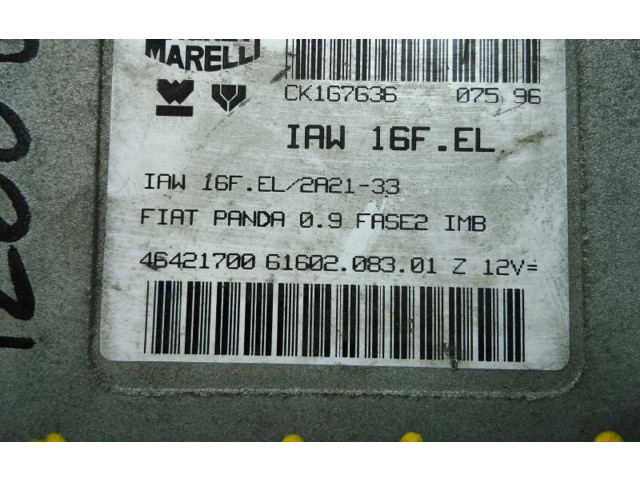 MARELLI
CK167636 075 96
IAW 16F.EL
IAW 16F.EL/2A21-33
FIAT PANDA 0.9 FASE2 IMB
46421700 61602.083.01 Z 12V=